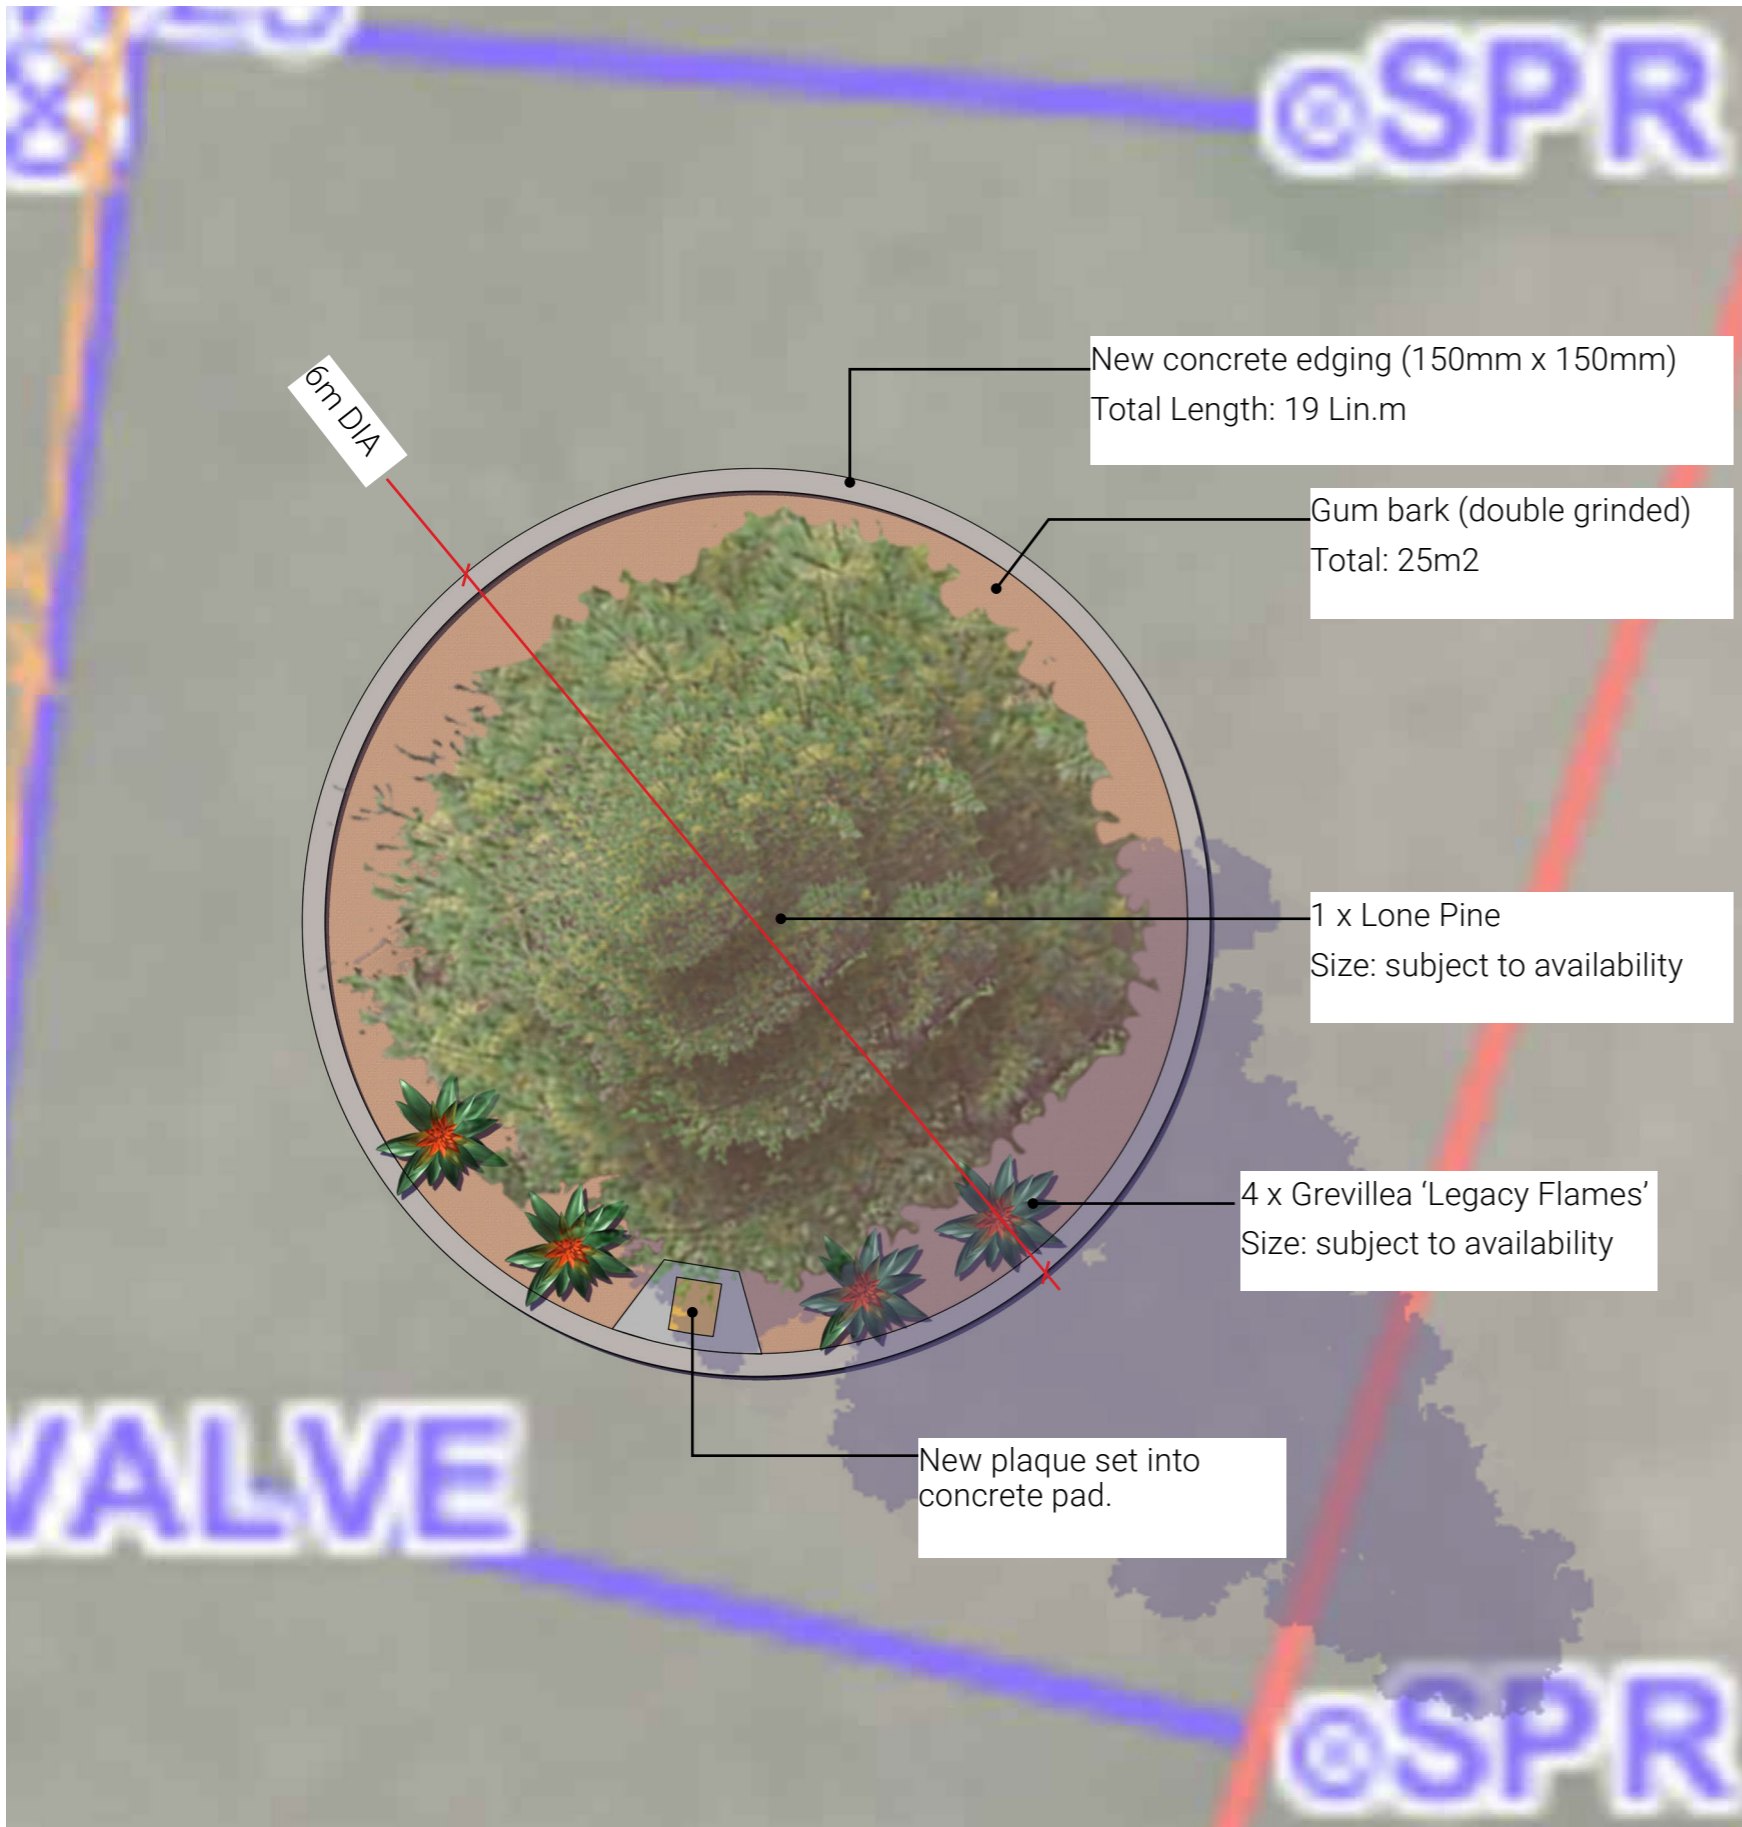 SPR
6m DIA
New concrete edging (150mm x 150mm)
Total Length: 19 Lin.m
Gum bark (double grinded)
Total: 25m2
1 x Lone Pine
Size: subject to availability
4 x Grevillea ‘Legacy Flames’
Size: subject to availability
VALVE
New plaque set into
concrete pad.
SPR